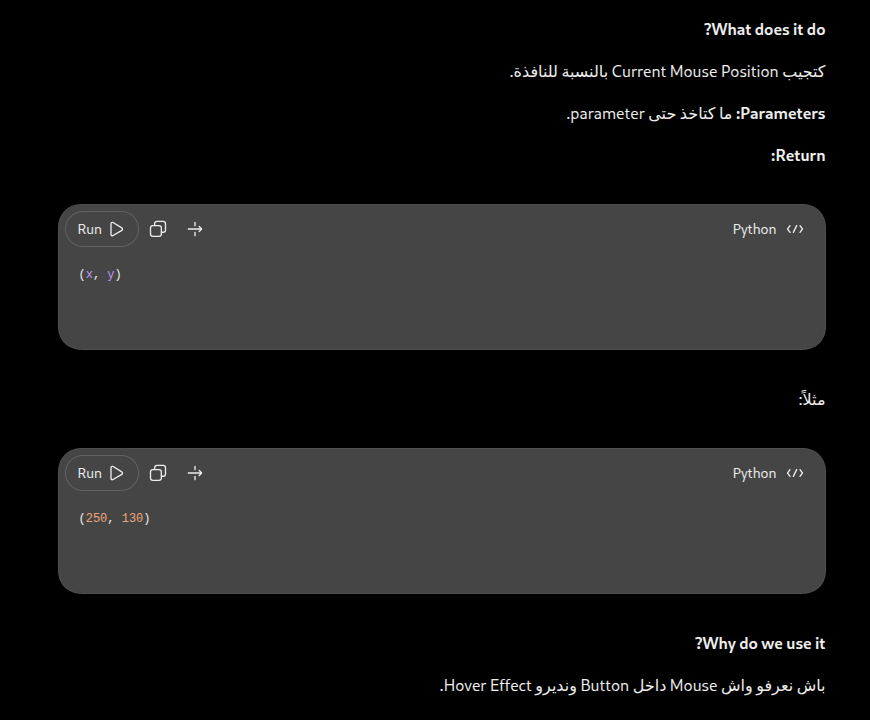 What does it do?
كتجيب Current Mouse Position بالنسبة للنافذة.
Parameters: ما كتاخذ حتى parameter.
Return:
Run
Python
(x, y)
مثلاً:
Run
Python
(250, 130)
Why do we use it?
باش نعرفو واش Mouse داخل Button ونديرو Hover Effect.